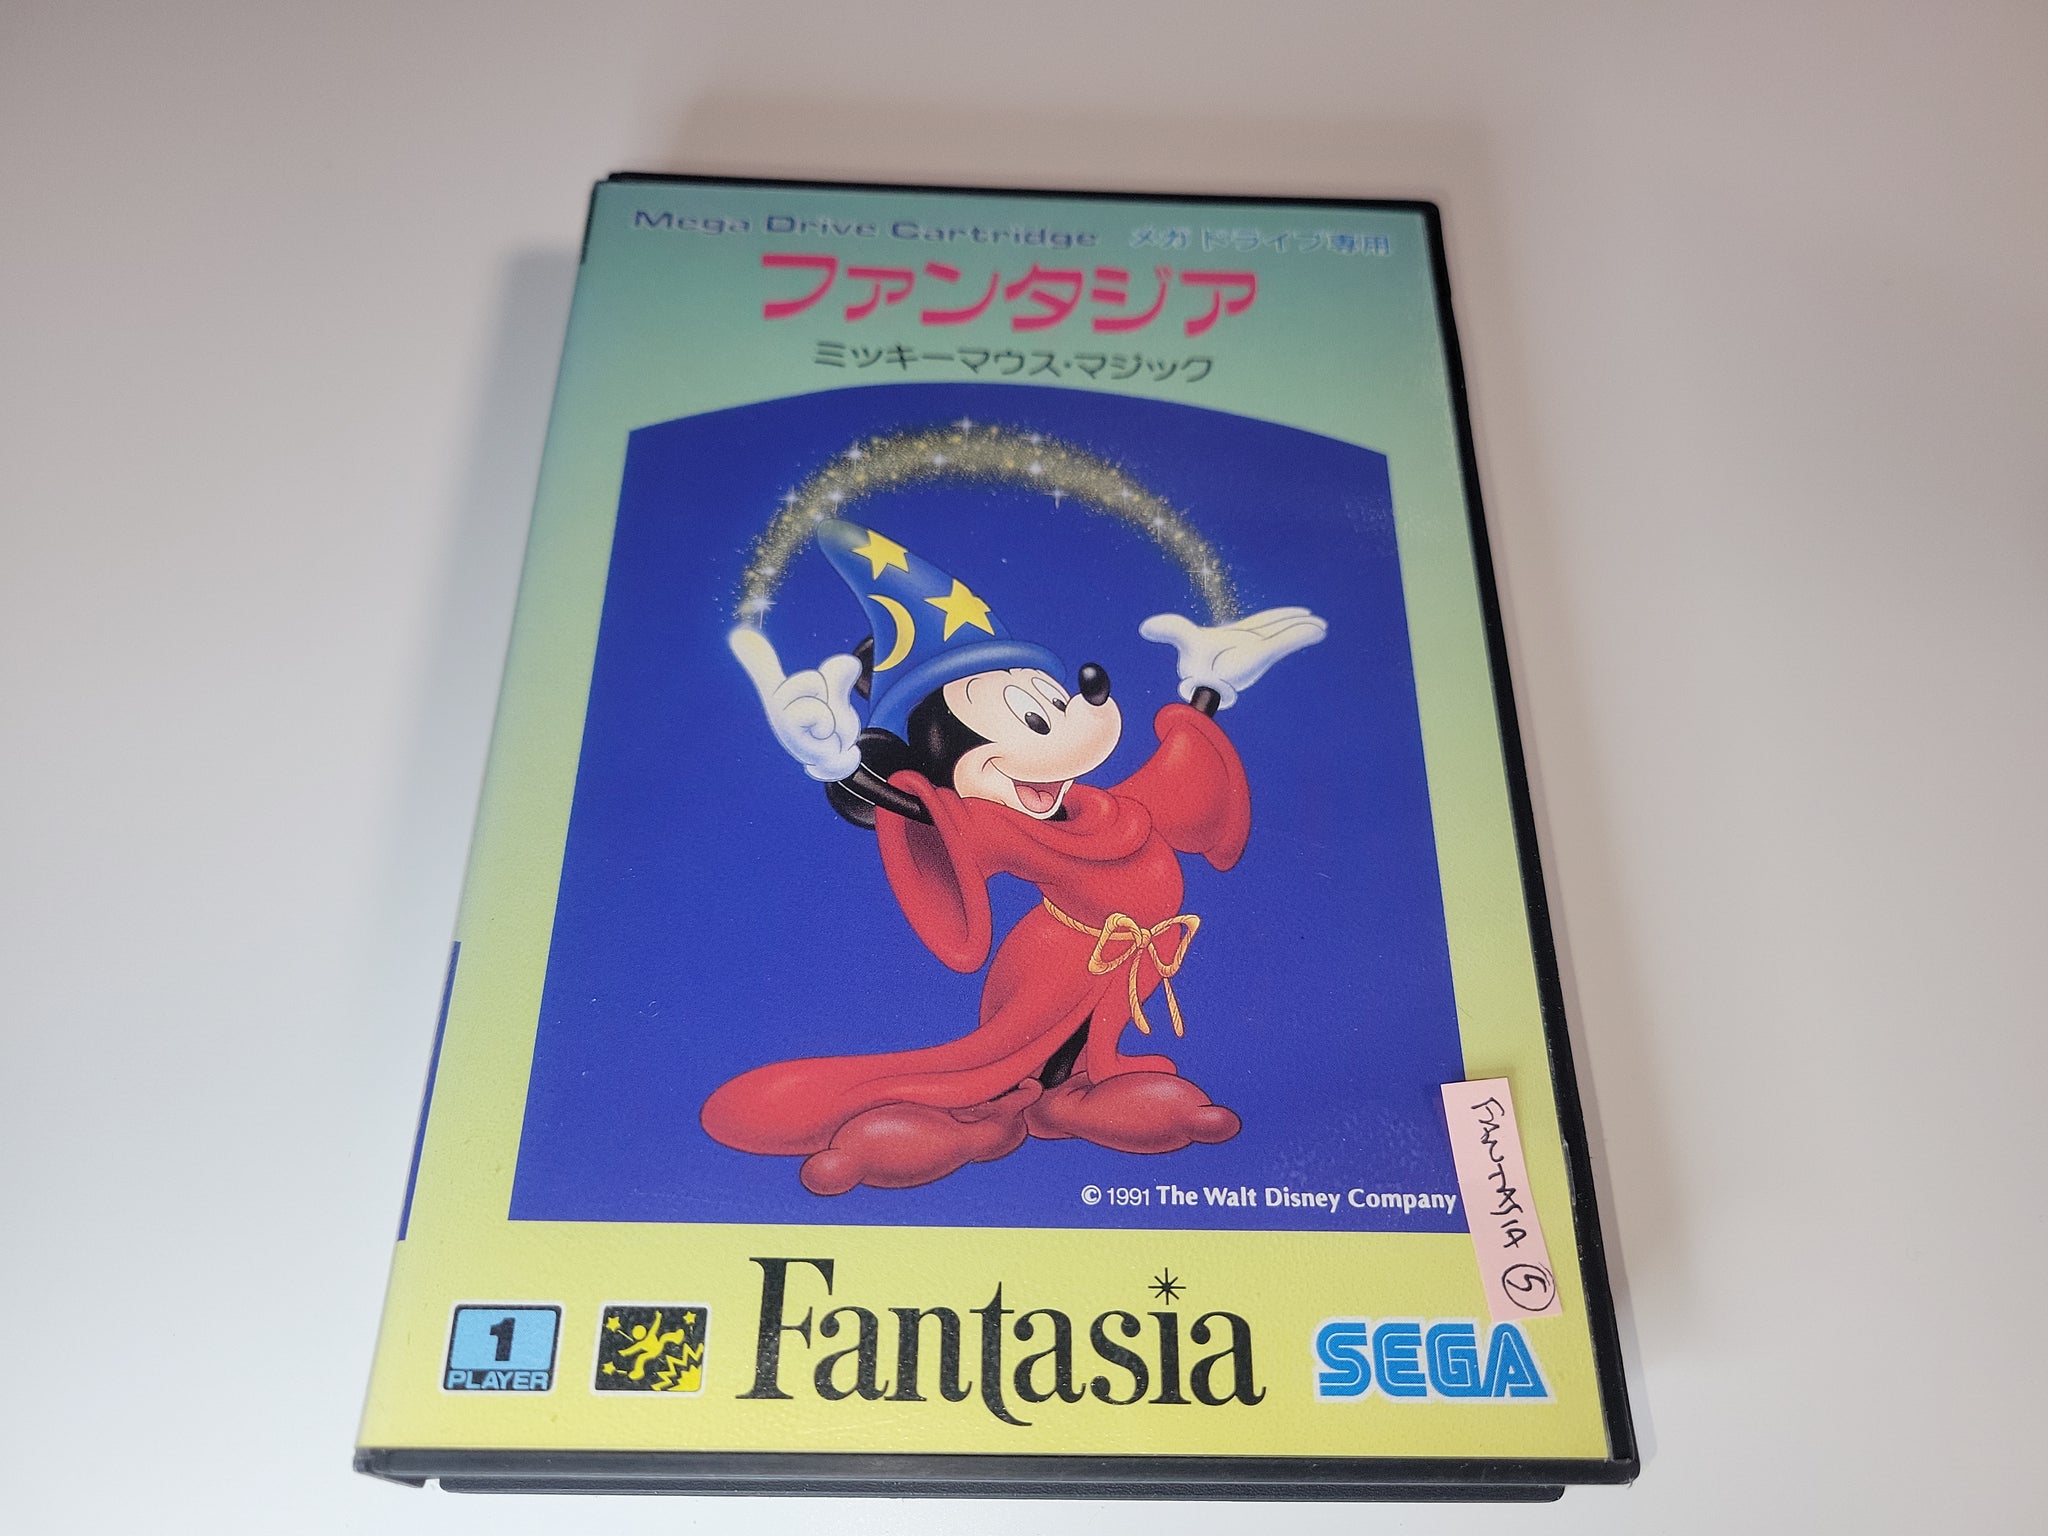 Mega Drive Cartridge メガドライブ専用
ファンタジア
ミッキーマウス・マジック
© 1991 The Walt Disney Company
FANTASIA ⑤
1
PLAYER
Fantasia
SEGA